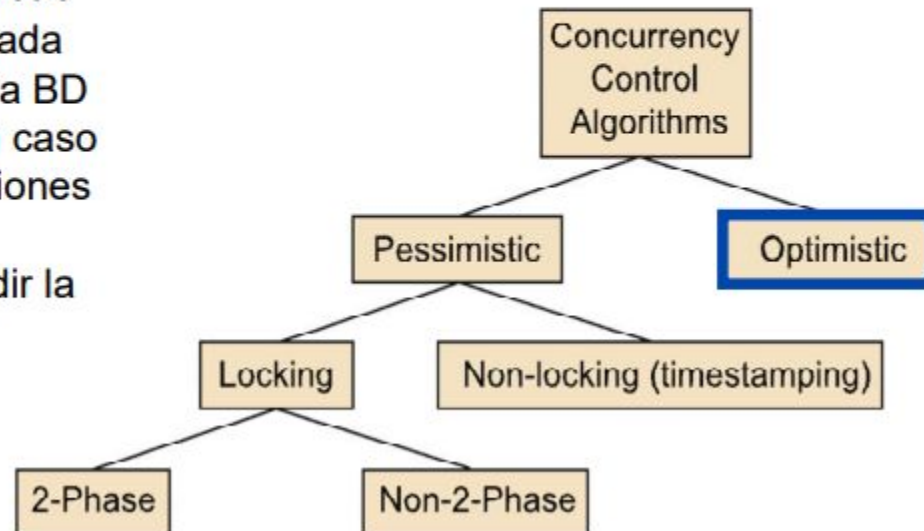 ada
a BD
caso
iones
dir la
Concurrency
Control
Algorithms
Pessimistic
Optimistic
Locking
Non-locking (timestamping)
2-Phase
Non-2-Phase